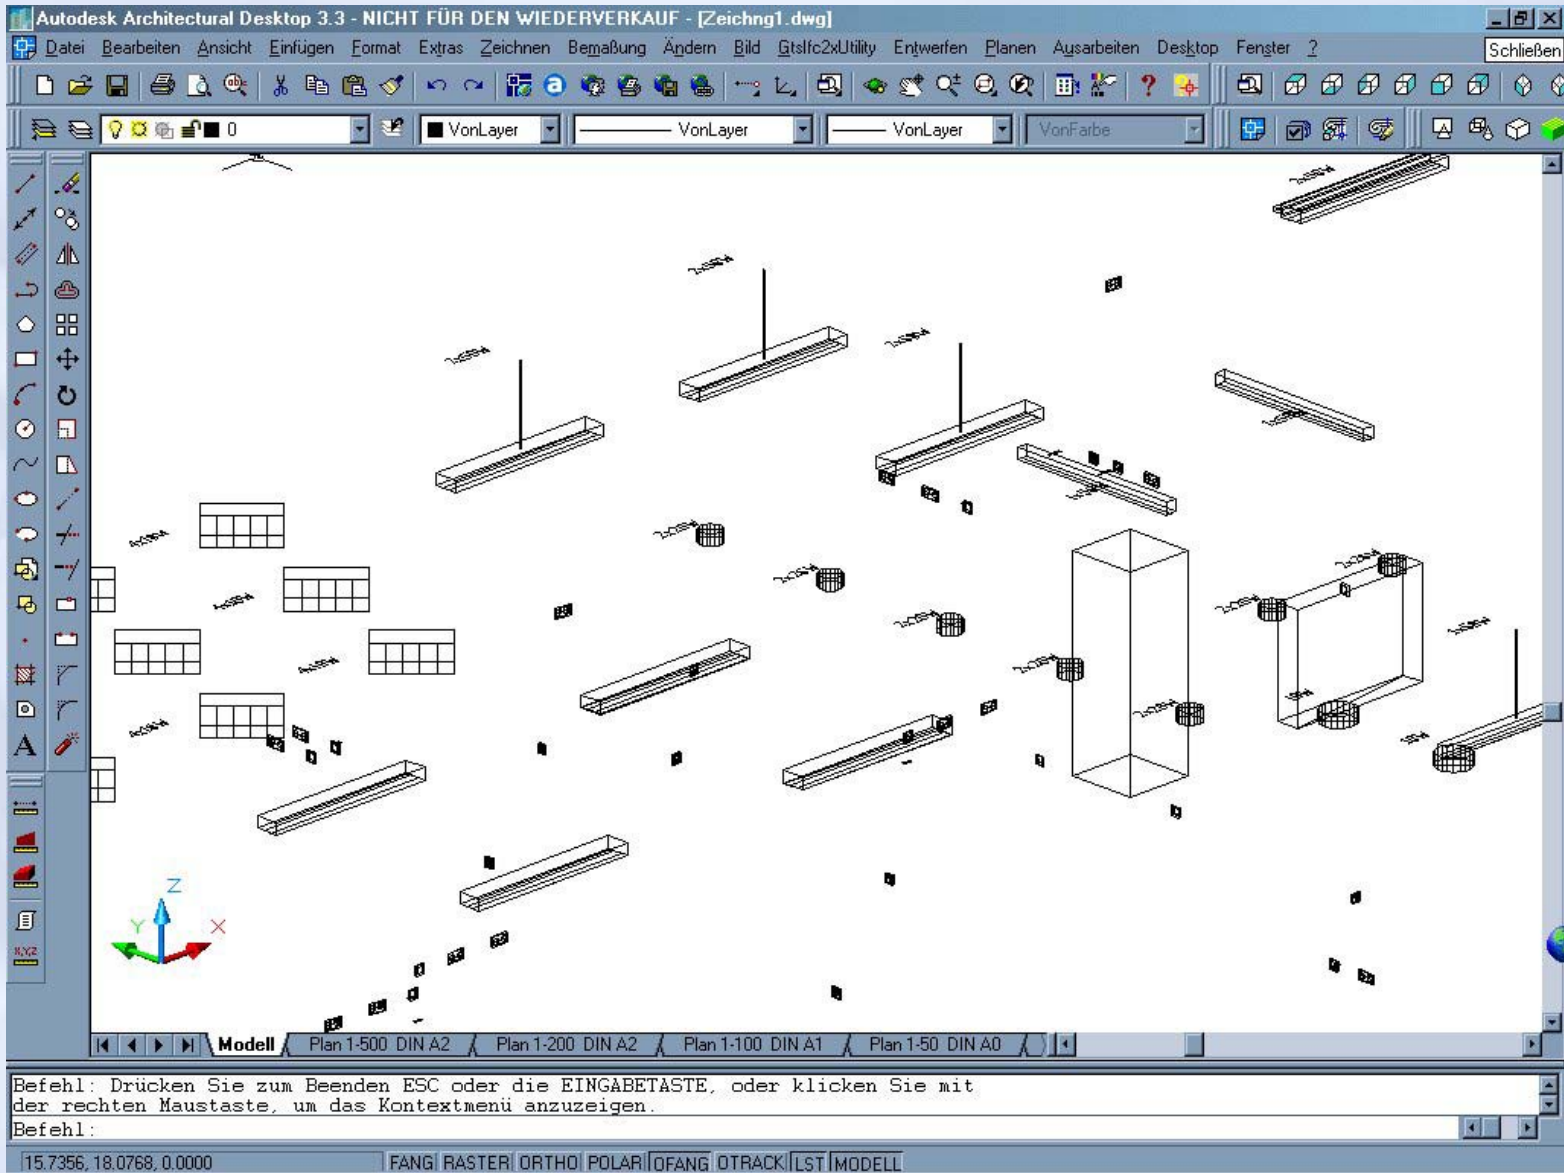 Autodesk Architectural Desktop 3.3 - NICHT FÜR DEN WIEDERVERKAUF - [Zeichng1.dwg]
Datei Bearbeiten Ansicht Einfügen Format Extras Zeichnen Bemaßung Ändern Bild GtsIfc2xUtility Entwerfen Planen Ausarbeiten Desktop Fenster ?
Schließen
0 VonLayer VonLayer VonLayer VonFarbe
A
Z
Y X
X,Y,Z
Modell Plan 1-500 DIN A2 Plan 1-200 DIN A2 Plan 1-100 DIN A1 Plan 1-50 DIN A0
Befehl: Drücken Sie zum Beenden ESC oder die EINGABETASTE, oder klicken Sie mit
der rechten Maustaste, um das Kontextmenü anzuzeigen.
Befehl:
15.7356, 18.0768, 0.0000 FANG RASTER ORTHO POLAR OFANG OTRACK LST MODELL